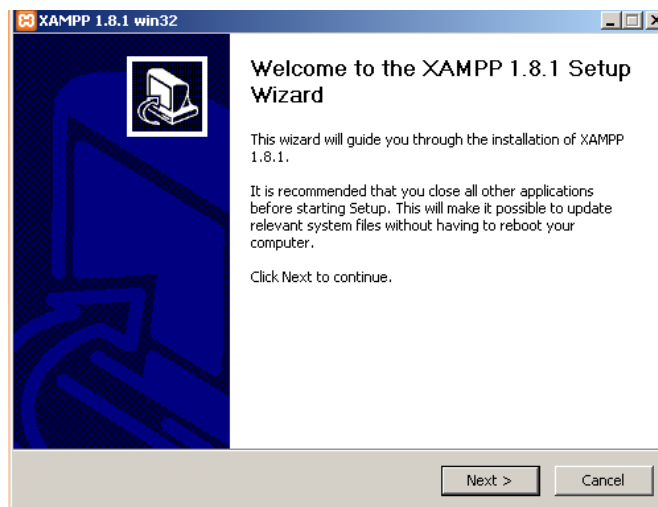 XAMPP 1.8.1 win32
Welcome to the XAMPP 1.8.1 Setup
Wizard
This wizard will guide you through the installation of XAMPP
1.8.1.
It is recommended that you close all other applications
before starting Setup. This will make it possible to update
relevant system files without having to reboot your
computer.
Click Next to continue.
Next >
Cancel